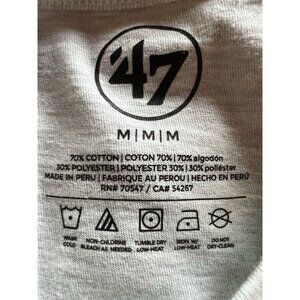 '47
M|M|M
70% COTTON | COTON 70% | 70% algodón
30% POLYESTER | POLYESTER 30% | 30% poliéster
MADE IN PERU | FABRIQUE AU PEROU | HECHO EN PERÚ
RN# 70547 / CA# 54267
WASH COLD NON-CHLORINE BLEACH AS NEEDED TUMBLE DRY LOW-HEAT IRON W/ LOW-HEAT DO NOT DRY-CLEAN